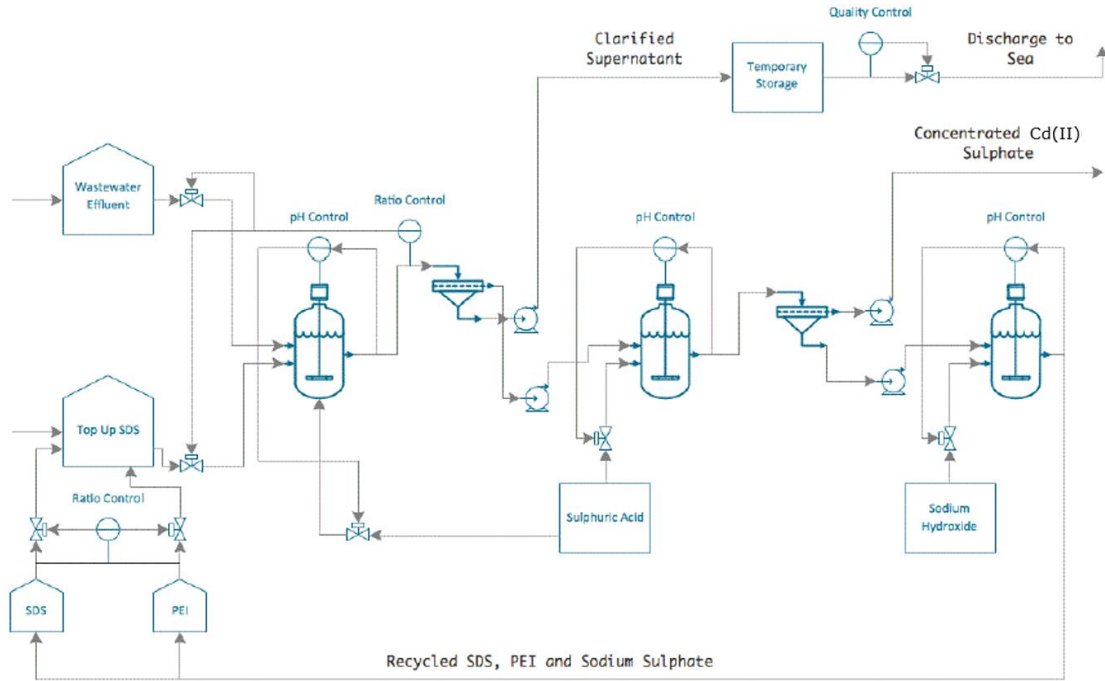 Quality Control
Clarified
Supernatant
Discharge to
Sea
Temporary
Storage
Concentrated Cd(II)
Sulphate
Wastewater
Effluent
Ratio Control
pH Control
pH Control
pH Control
Top Up SDS
Ratio Control
Sulphuric Acid
Sodium
Hydroxide
SDS
PEI
Recycled SDS, PEI and Sodium Sulphate